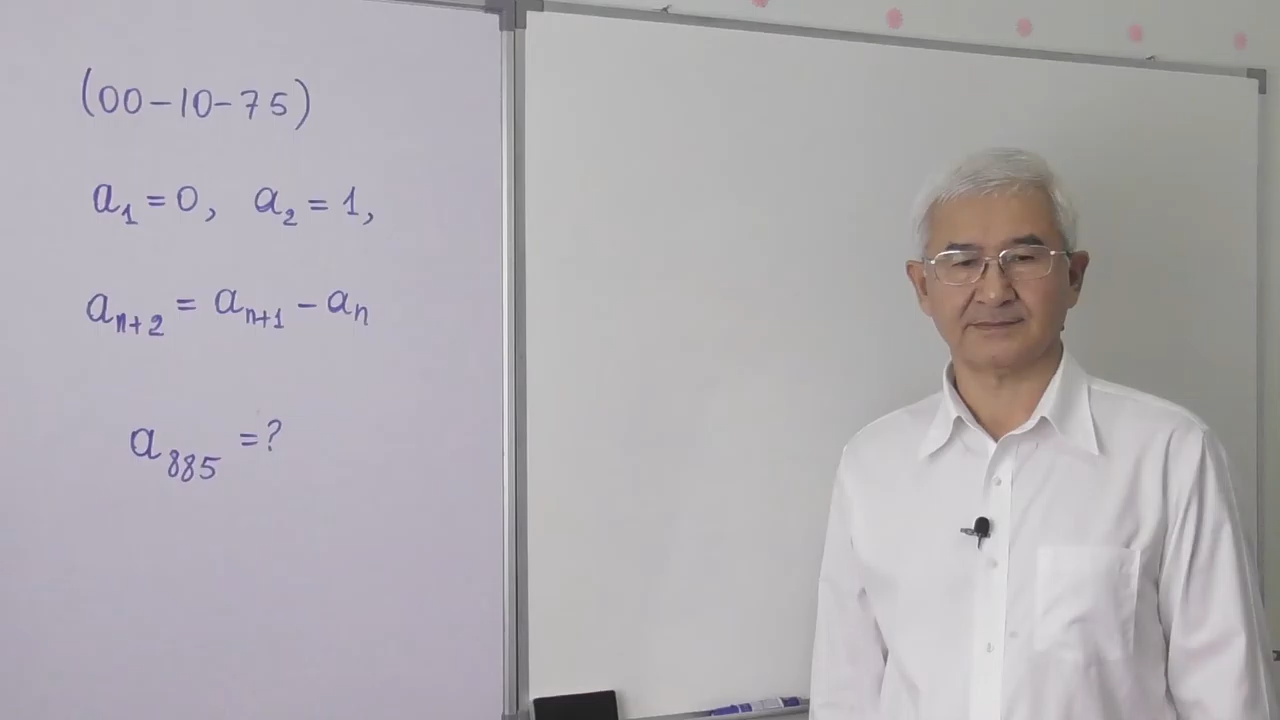 (00-10-75)
a₁ = 0, a₂ = 1,
aₙ₊₂ = aₙ₊₁ - aₙ
a₈₈₅ = ?